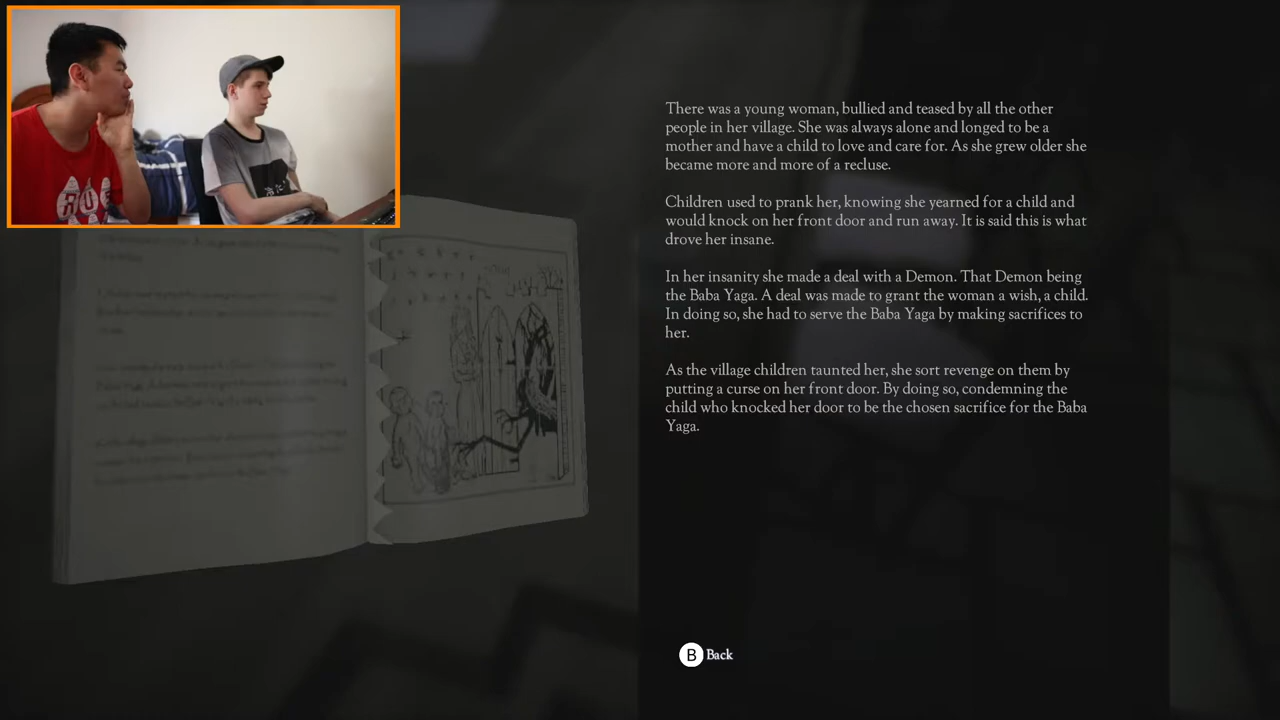 There was a young woman, bullied and teased by all the other
people in her village. She was always alone and longed to be a
mother and have a child to love and care for. As she grew older she
became more and more of a recluse.
Children used to prank her, knowing she yearned for a child and
would knock on her front door and run away. It is said this is what
drove her insane.
In her insanity she made a deal with a Demon. That Demon being
the Baba Yaga. A deal was made to grant the woman a wish, a child.
In doing so, she had to serve the Baba Yaga by making sacrifices to
her.
As the village children taunted her, she sort revenge on them by
putting a curse on her front door. By doing so, condemning the
child who knocked her door to be the chosen sacrifice for the Baba
Yaga.
B Back